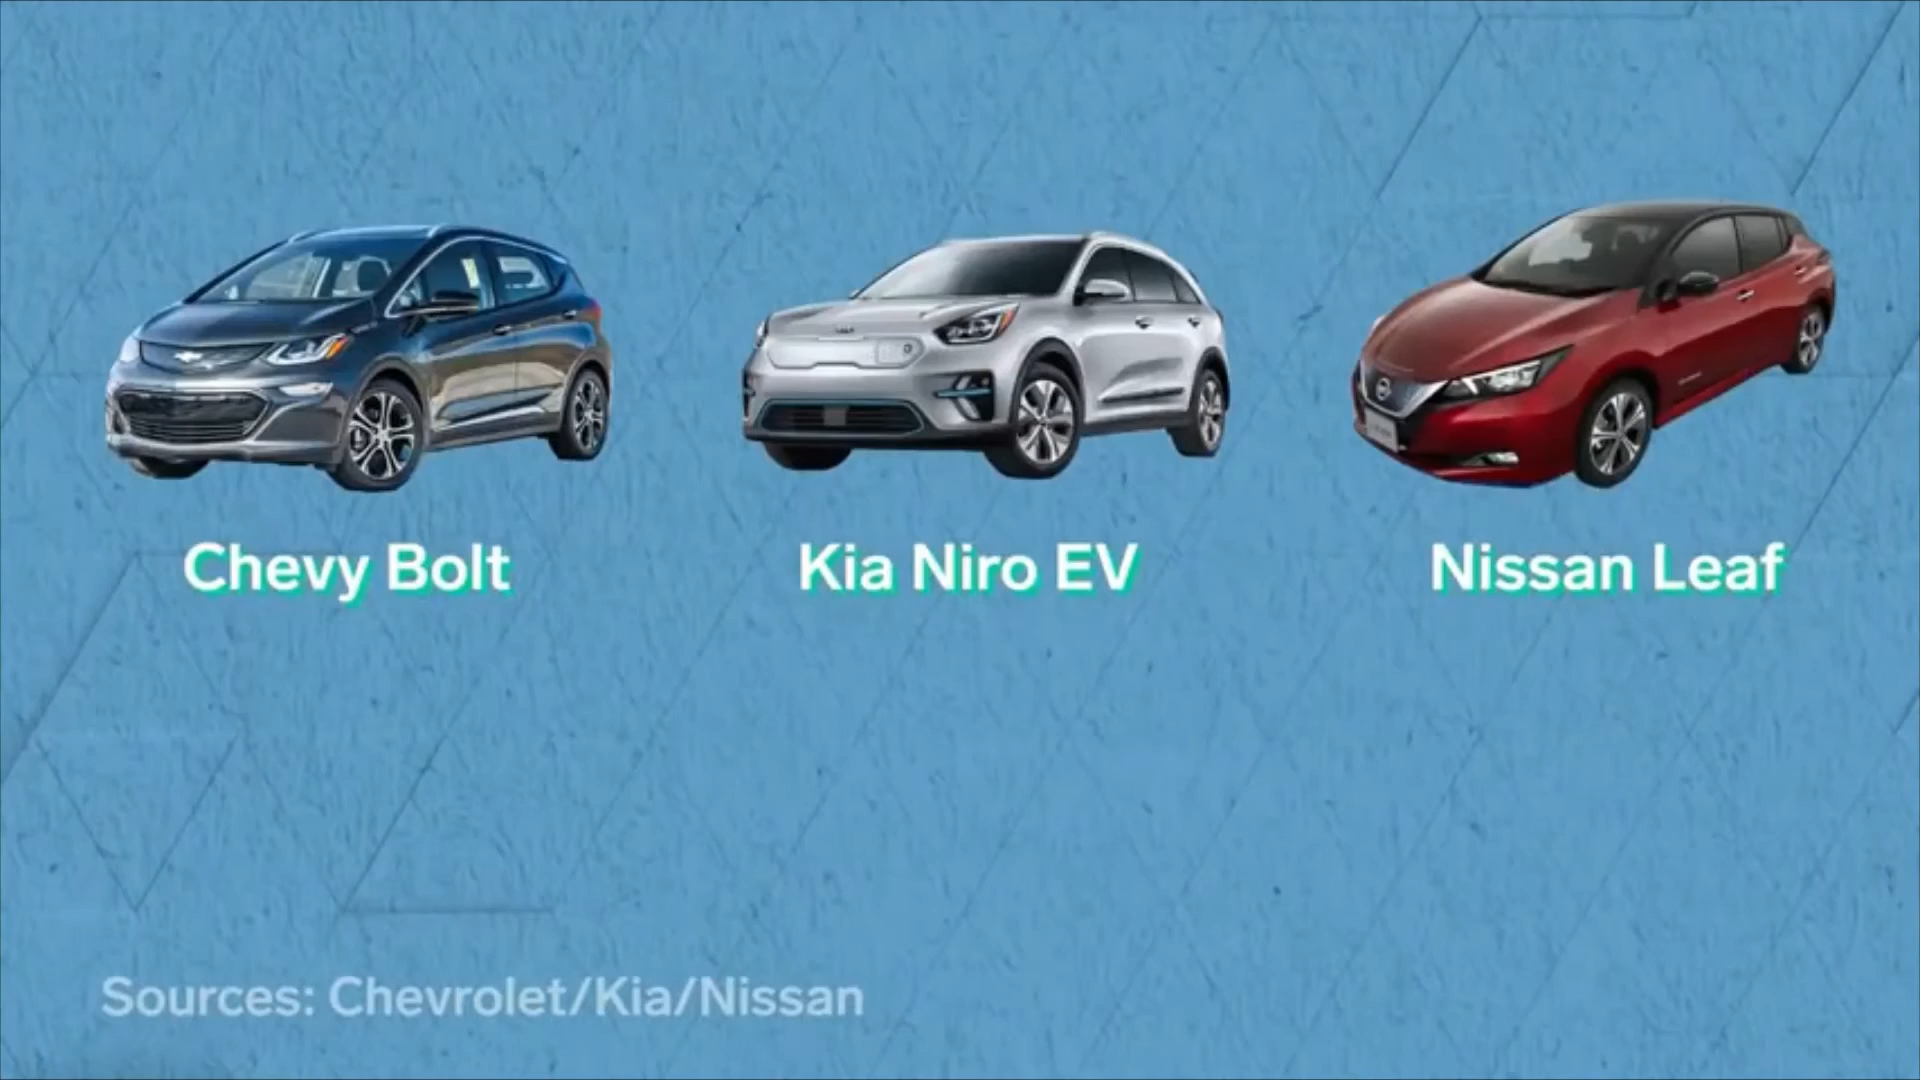 Chevy Bolt
Kia Niro EV
Nissan Leaf
Sources: Chevrolet/Kia/Nissan